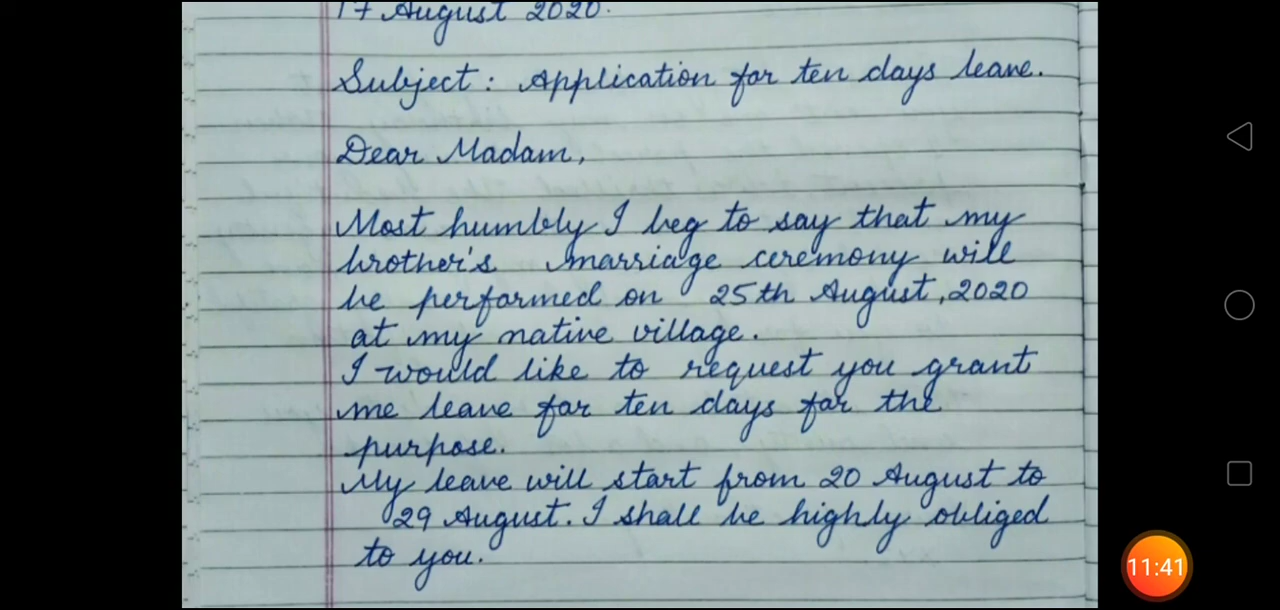 17 August 2020.
Subject: Application for ten days leave.
Dear Madam,
Most humbly I beg to say that my
brother's marriage ceremony will
be performed on 25th August, 2020
at my native village.
I would like to request you grant
me leave for ten days for the
purpose.
My leave will start from 20 August to
29 August. I shall be highly obliged
to you.
11:41